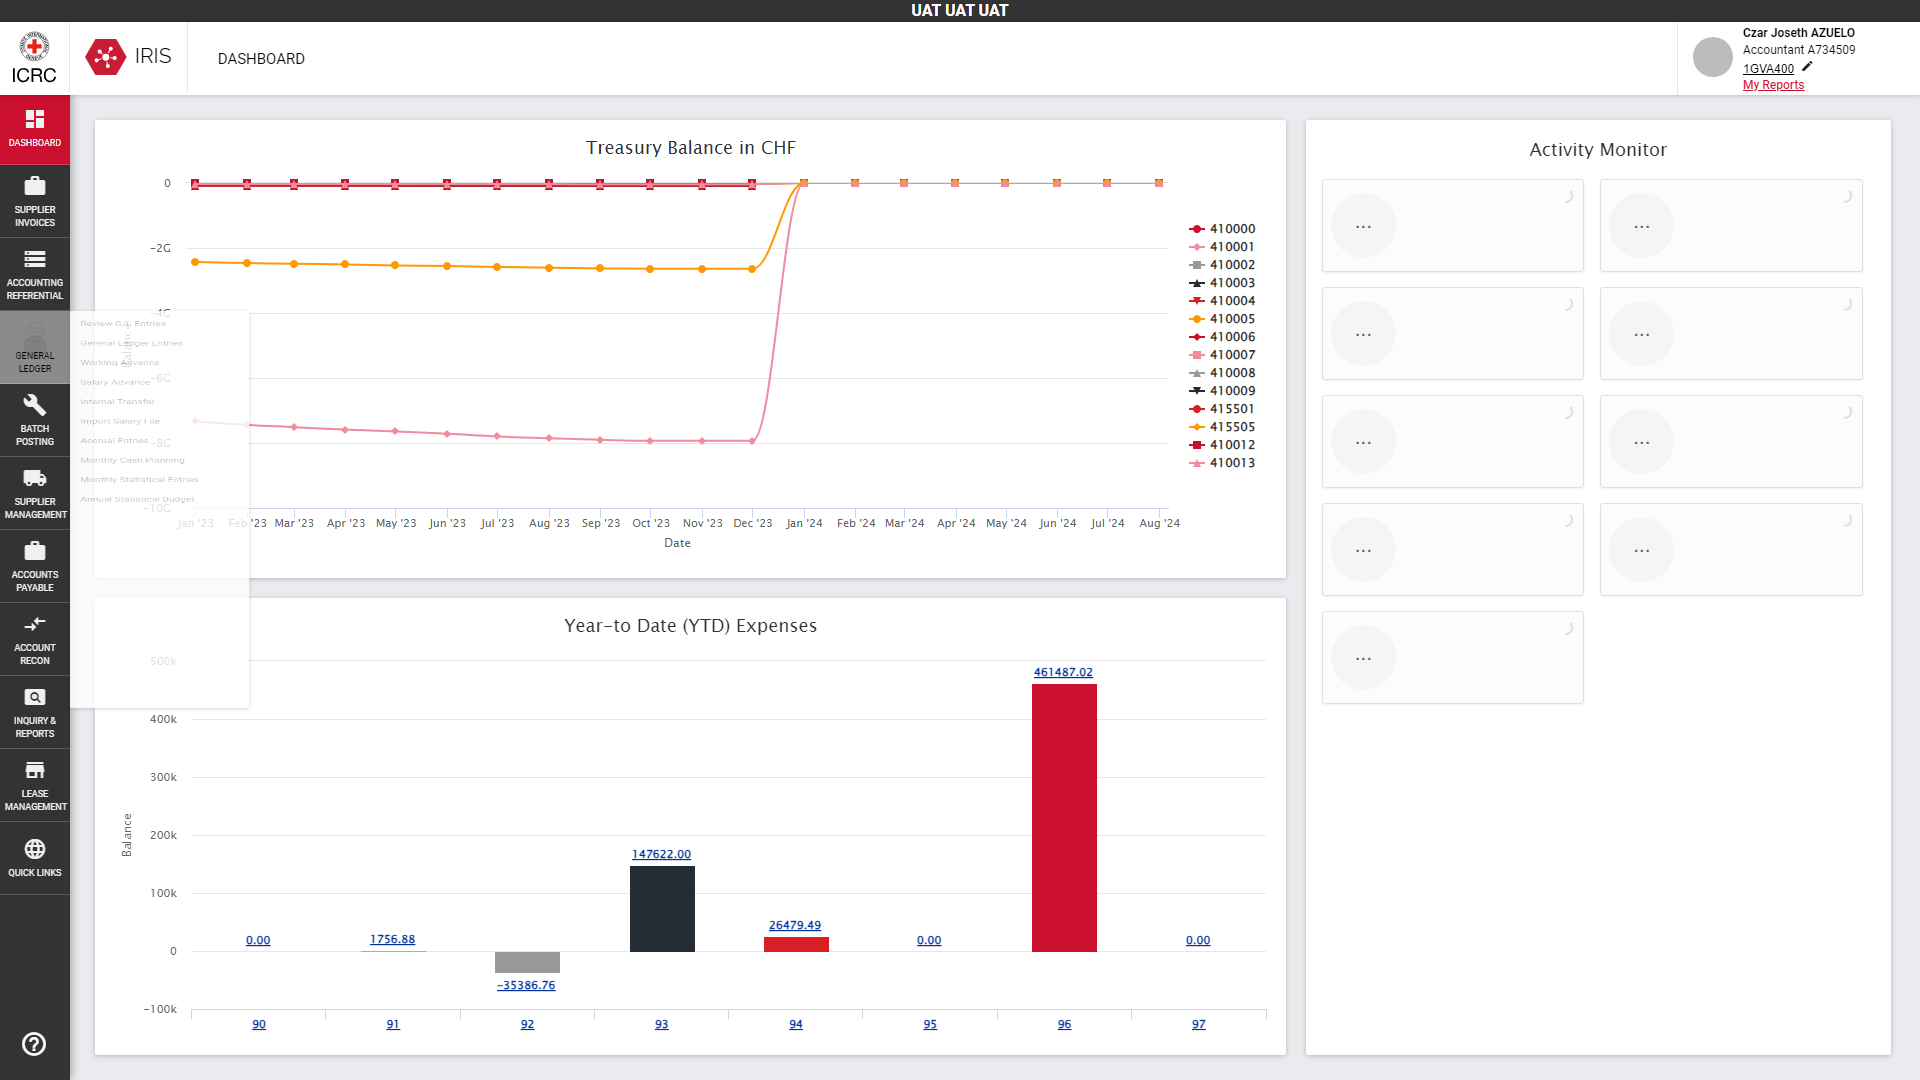 UAT UAT UAT
ICRC
IRIS
DASHBOARD
Czar Joseth AZUELO
Accountant A734509
1GVA400
My Reports
DASHBOARD
SUPPLIER
INVOICES
ACCOUNTING
REFERENTIAL
GENERAL
LEDGER
BATCH
POSTING
SUPPLIER
MANAGEMENT
ACCOUNTS
PAYABLE
ACCOUNT
RECON
INQUIRY &
REPORTS
LEASE
MANAGEMENT
QUICK LINKS
Review G/L Entries
General Ledger Entries
Working Advance
Salary Advance
Internal Transfer
Import Salary File
Accrual Entries
Monthly Cash Planning
Monthly Statistical Entries
Annual Statistical Budget
Treasury Balance in CHF
Balance
0
−2G
−4G
−6G
−8G
−10G
Jan '23
Feb '23
Mar '23
Apr '23
May '23
Jun '23
Jul '23
Aug '23
Sep '23
Oct '23
Nov '23
Dec '23
Jan '24
Feb '24
Mar '24
Apr '24
May '24
Jun '24
Jul '24
Aug '24
Date
410000
410001
410002
410003
410004
410005
410006
410007
410008
410009
415501
415505
410012
410013
Year-to Date (YTD) Expenses
Balance
500k
400k
300k
200k
100k
0
−100k
0.00
1756.88
−35386.76
147622.00
26479.49
0.00
461487.02
0.00
90
91
92
93
94
95
96
97
Activity Monitor
...
...
...
...
...
...
...
...
...